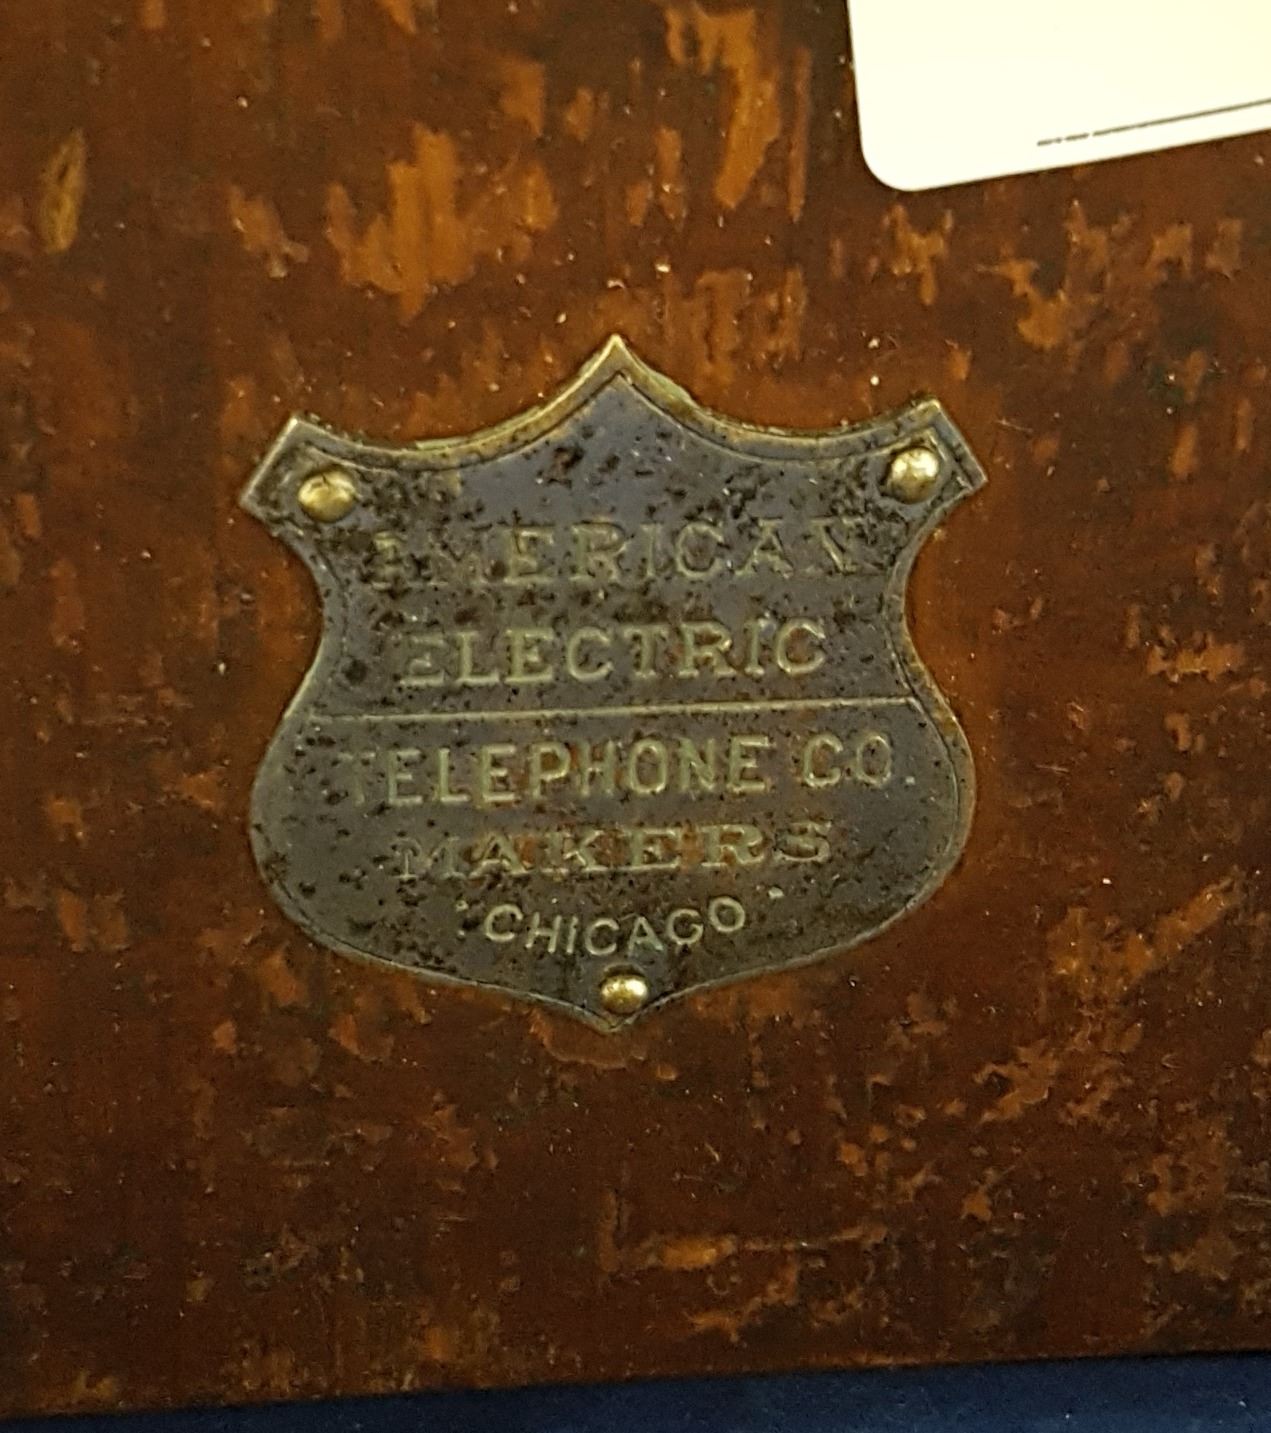 AMERICAN
ELECTRIC
TELEPHONE CO.
MAKERS
CHICAGO